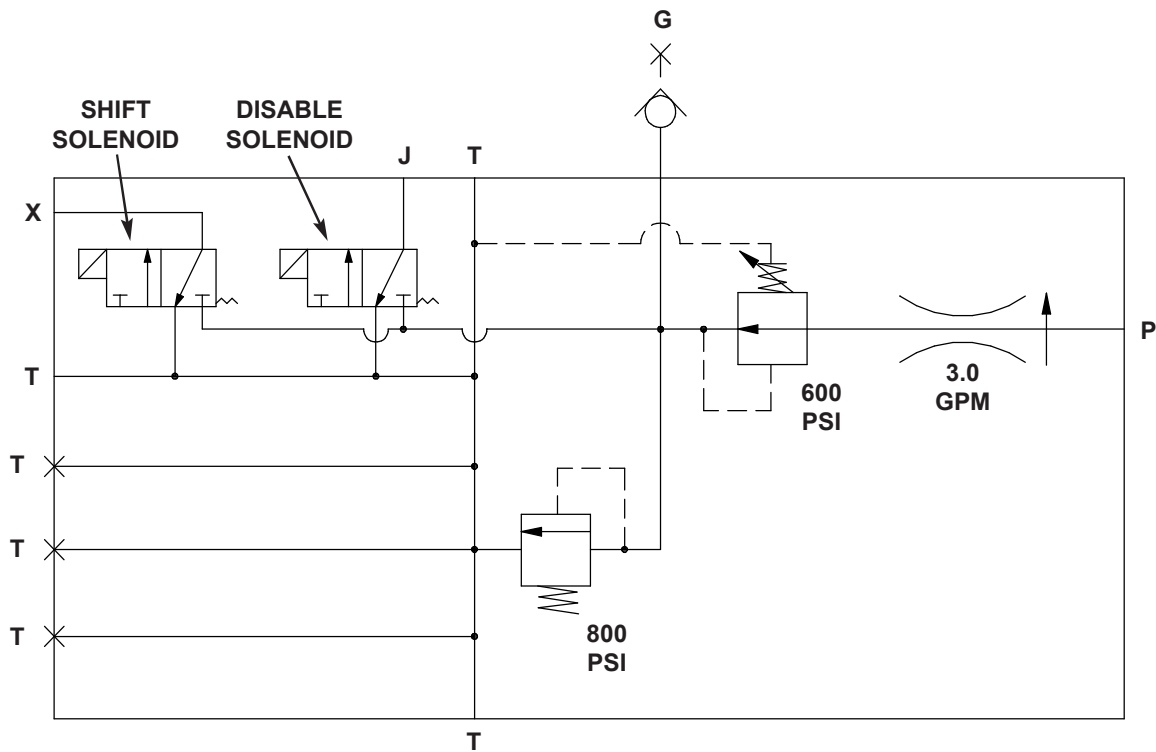 G
SHIFT
SOLENOID
DISABLE
SOLENOID
J
T
X
P
T
600
PSI
3.0
GPM
T
T
800
PSI
T
T